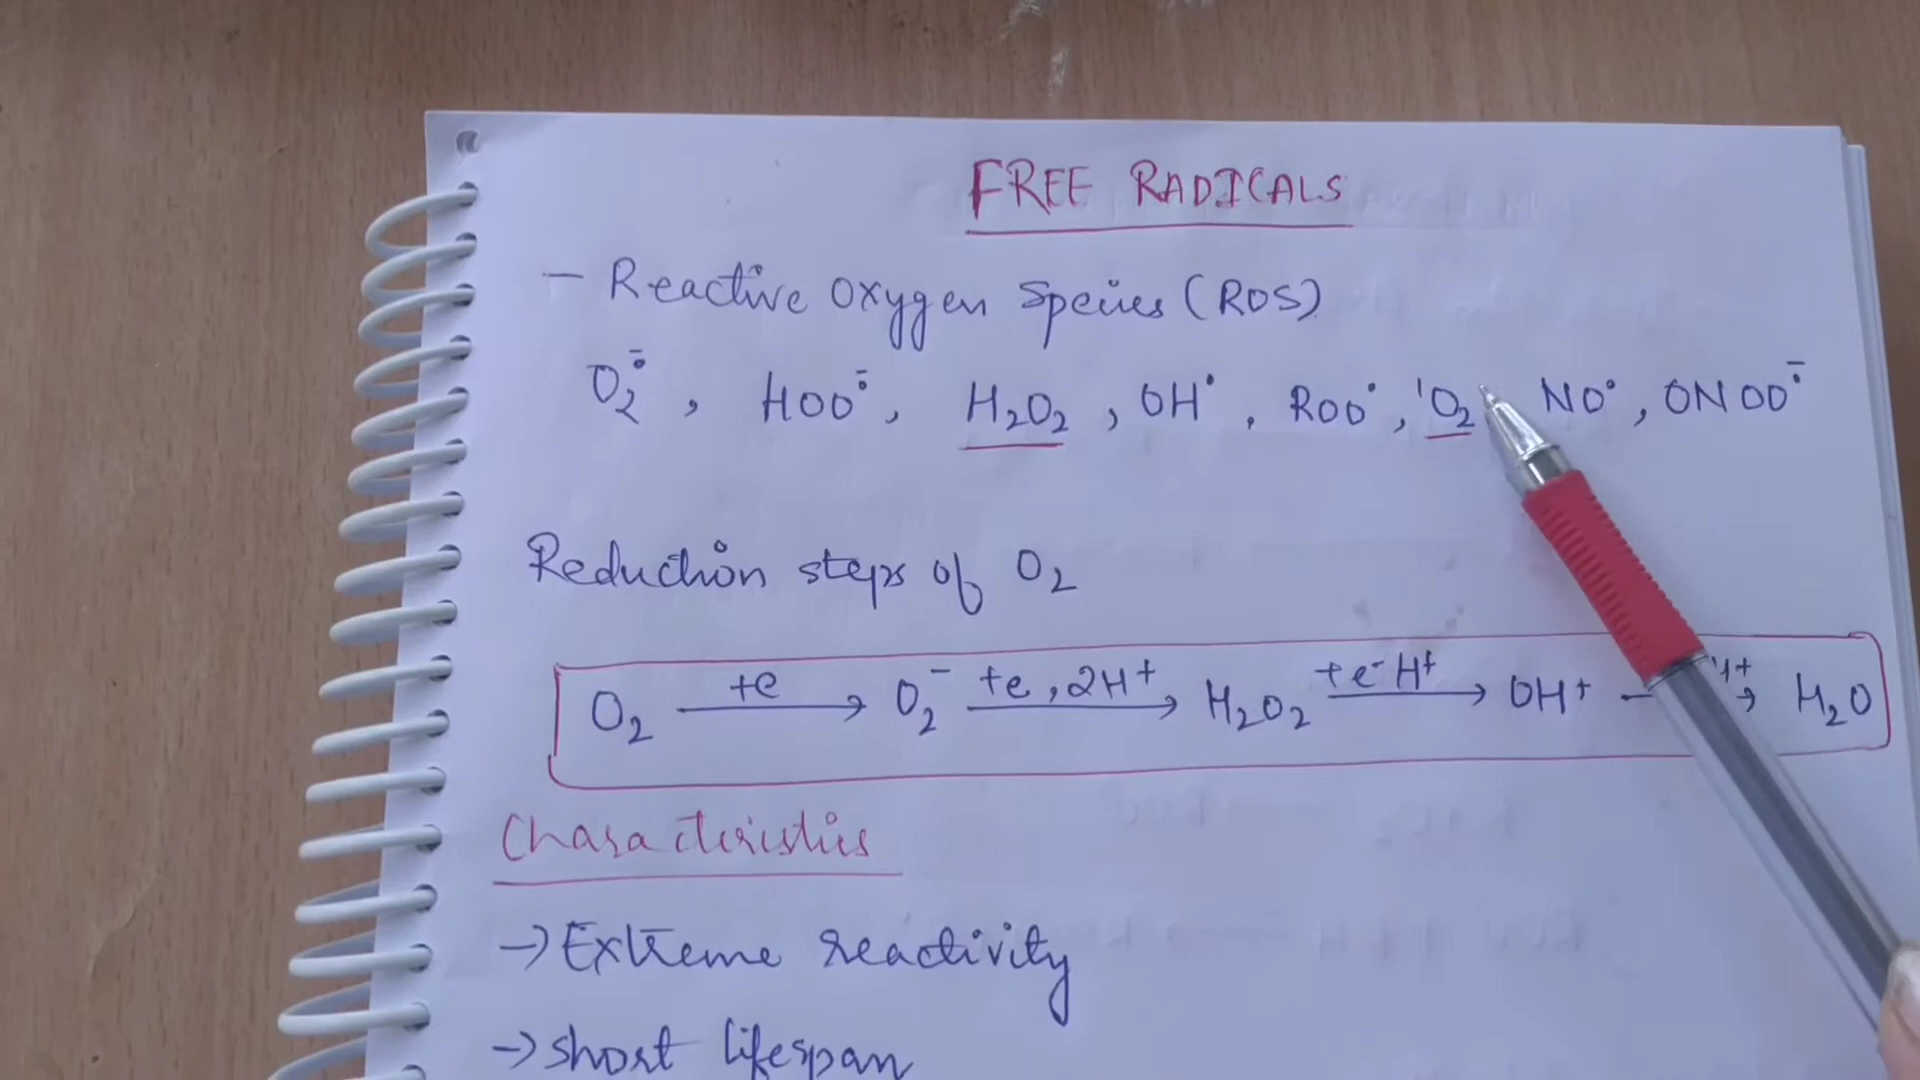 FREE RADICALS
– Reactive Oxygen Species (ROS)
O₂•⁻, HOO•⁻, H₂O₂, OH•, ROO•, ¹O₂ NO•, ONOO•⁻
Reduction steps of O₂
O₂ +e → O₂⁻ +e, 2H⁺ → H₂O₂ +e⁻ H⁺ → OH⁺ → H₂O
Characteristics
→ Extreme reactivity
→ short lifespan